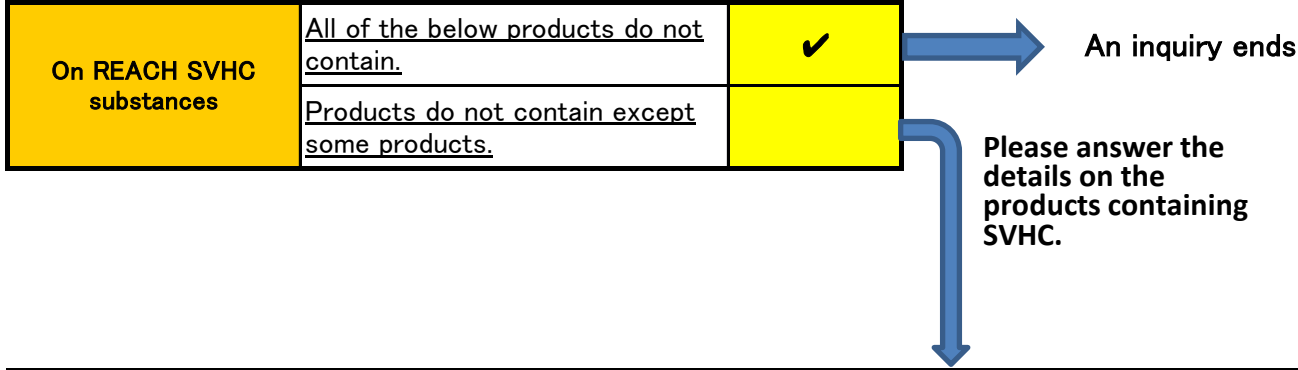 On REACH SVHC
substances
All of the below products do not
contain.
✔
An inquiry ends
Products do not contain except
some products.
Please answer the
details on the
products containing
SVHC.